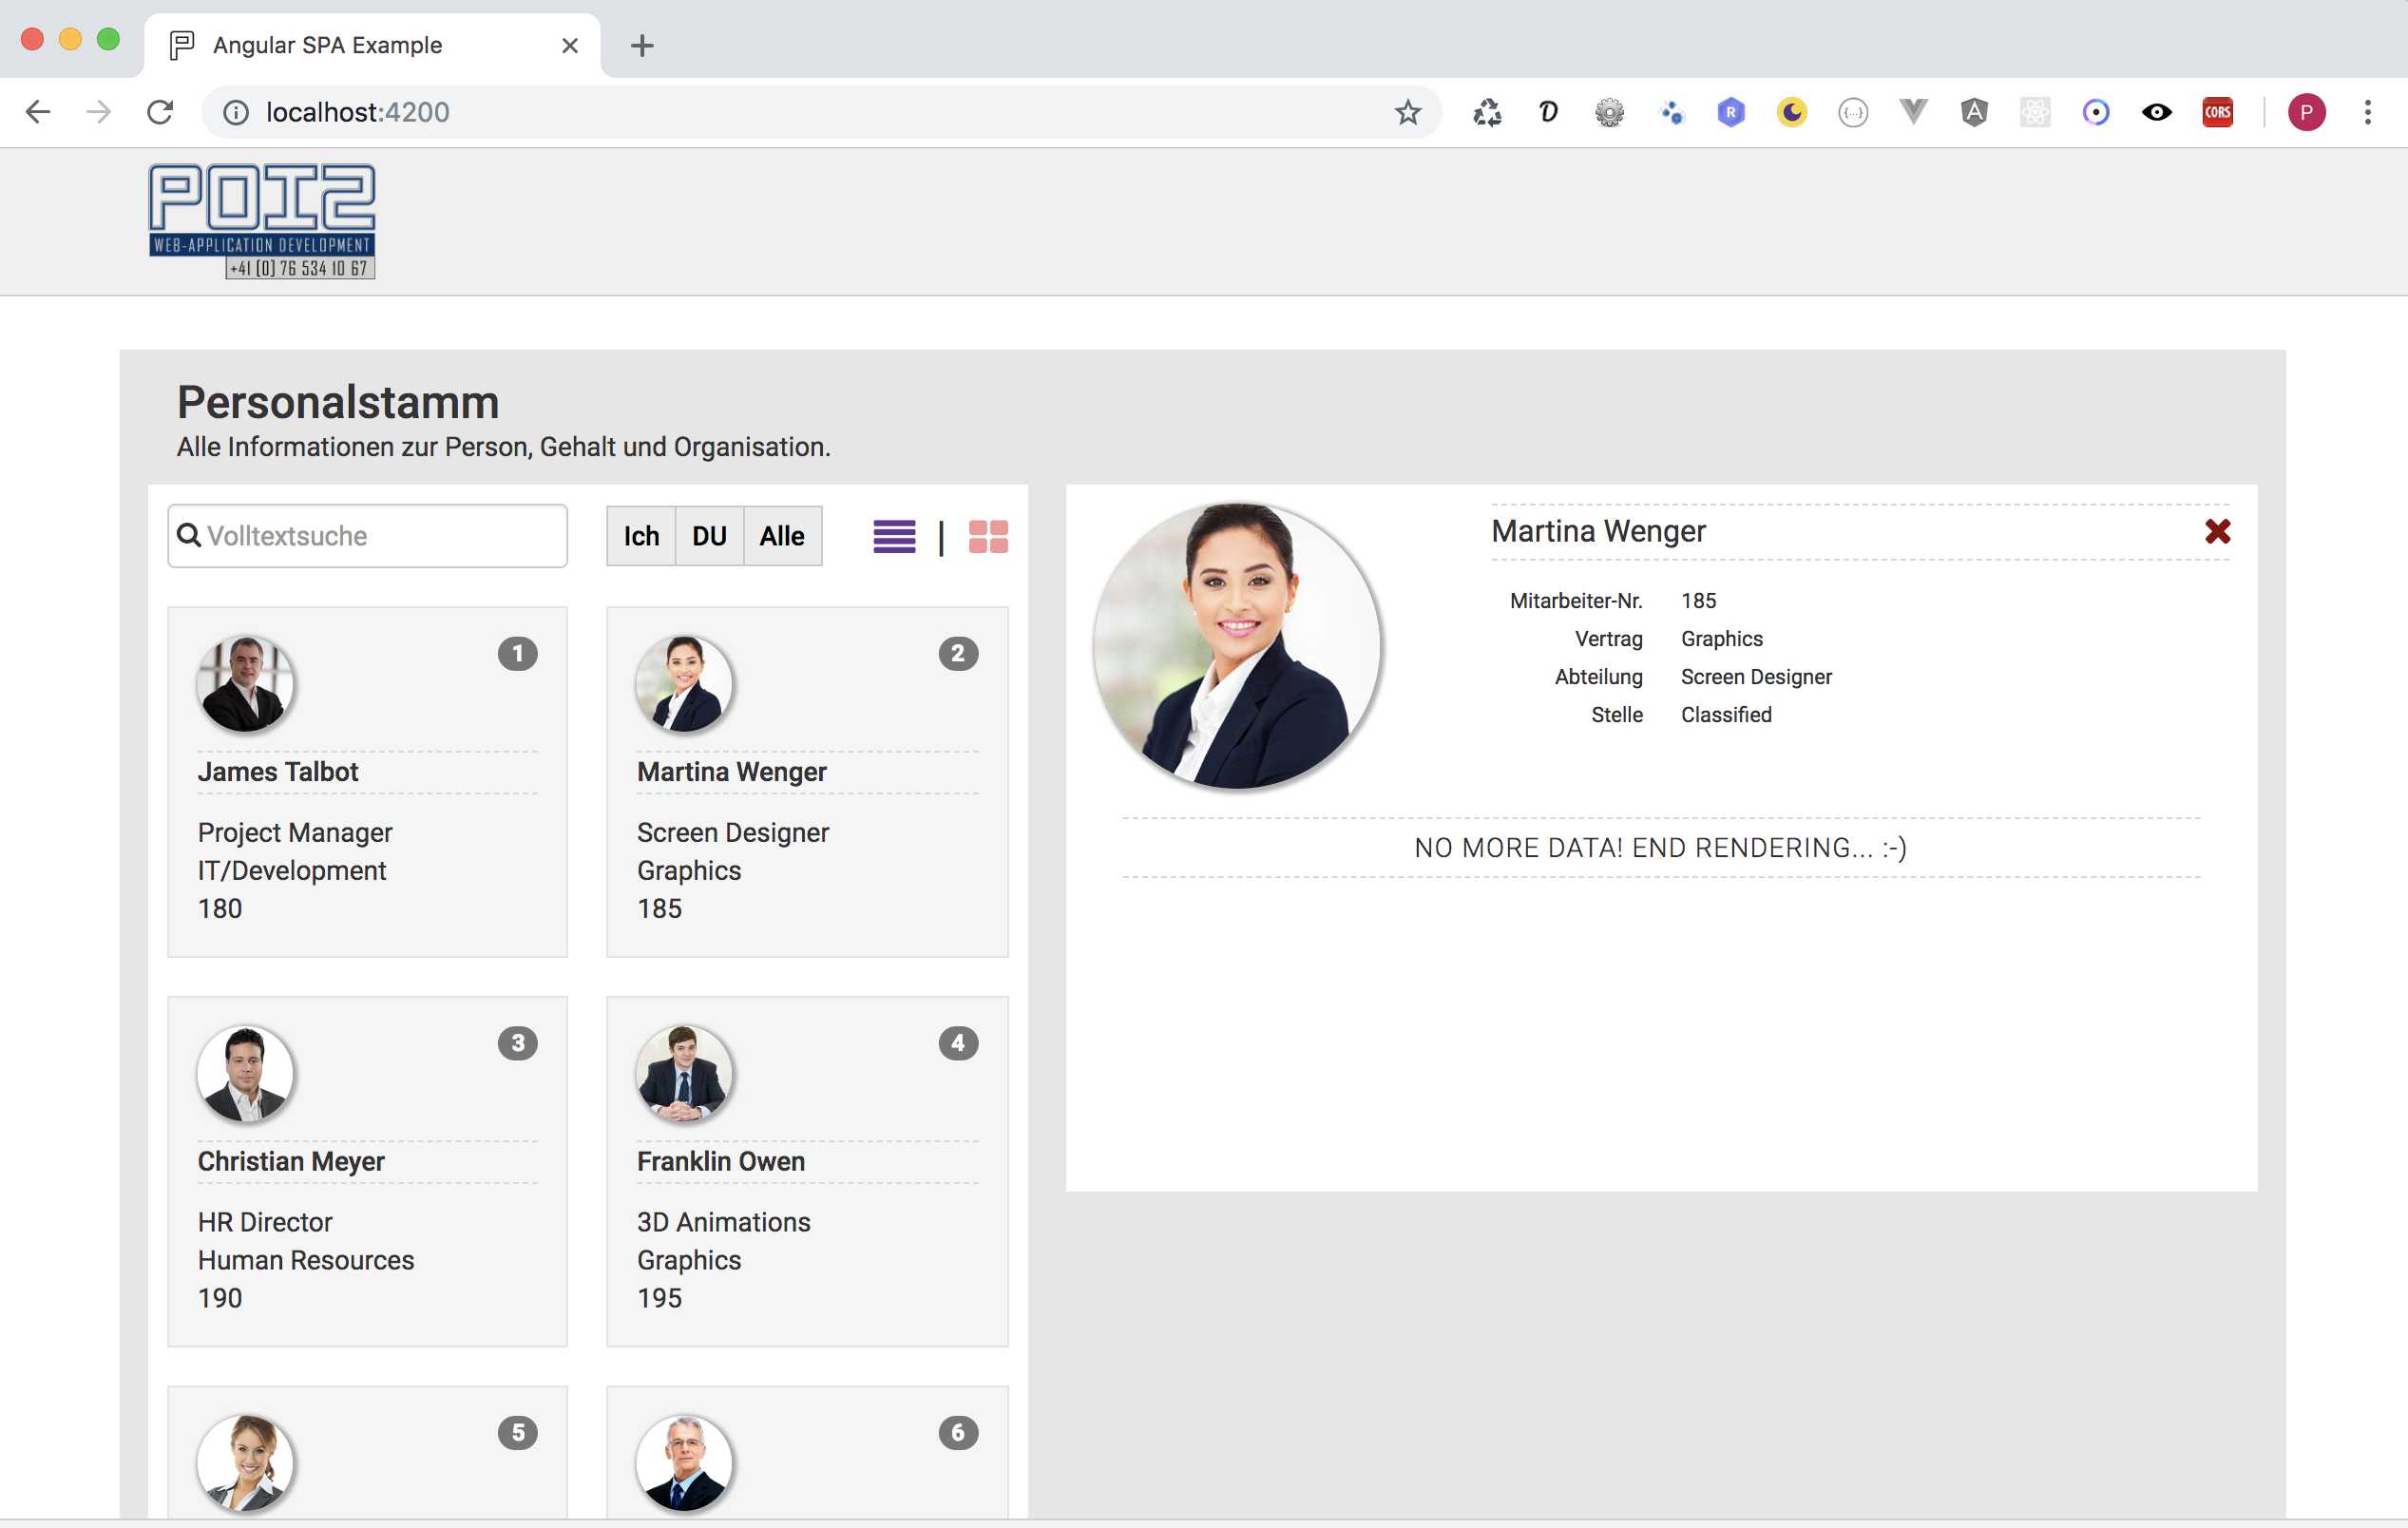 Angular SPA Example
localhost:4200
R
{...}
A
CORS
P
POI2
WEB-APPLICATION DEVELOPMENT
+41 [0] 76 534 10 67
Personalstamm
Alle Informationen zur Person, Gehalt und Organisation.
Volltextsuche
Ich DU Alle
|
1
James Talbot
Project Manager
IT/Development
180
2
Martina Wenger
Screen Designer
Graphics
185
3
Christian Meyer
HR Director
Human Resources
190
4
Franklin Owen
3D Animations
Graphics
195
5
6
Martina Wenger
Mitarbeiter-Nr. 185
Vertrag Graphics
Abteilung Screen Designer
Stelle Classified
NO MORE DATA! END RENDERING... :-)